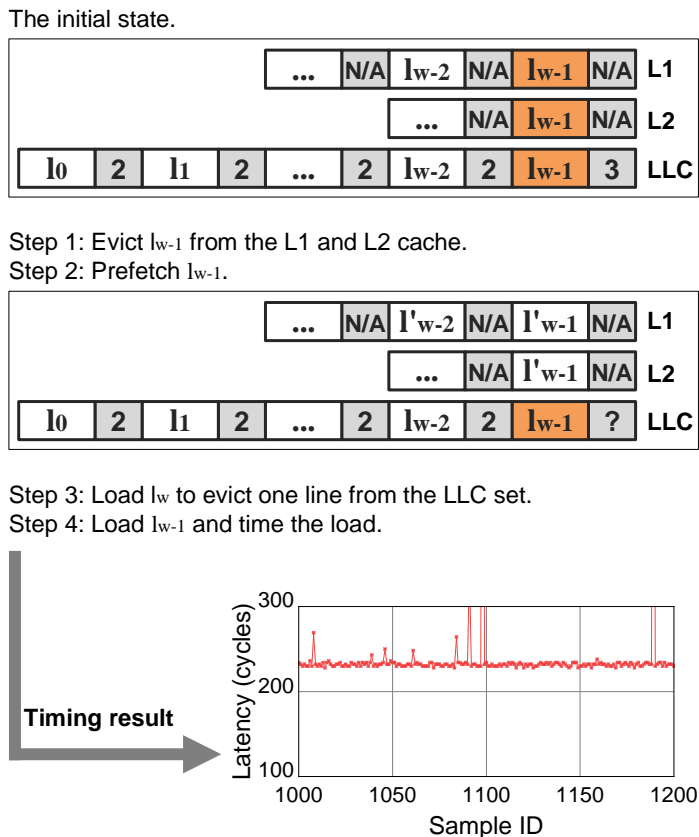 The initial state.
... N/A lw-2 N/A lw-1 N/A L1
... N/A lw-1 N/A L2
l0 2 l1 2 ... 2 lw-2 2 lw-1 3 LLC
Step 1: Evict lw-1 from the L1 and L2 cache.
Step 2: Prefetch lw-1.
... N/A l'w-2 N/A l'w-1 N/A L1
... N/A l'w-1 N/A L2
l0 2 l1 2 ... 2 lw-2 2 lw-1 ? LLC
Step 3: Load lw to evict one line from the LLC set.
Step 4: Load lw-1 and time the load.
Timing result
Latency (cycles)
300
200
100
1000 1050 1100 1150 1200
Sample ID